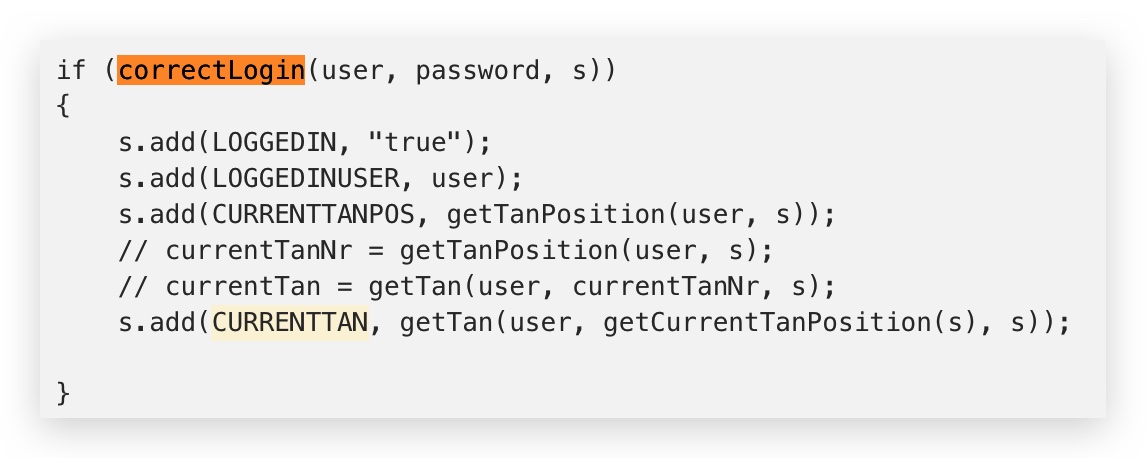 if (correctLogin(user, password, s))
{
    s.add(LOGGEDIN, "true");
    s.add(LOGGEDINUSER, user);
    s.add(CURRENTTANPOS, getTanPosition(user, s));
    // currentTanNr = getTanPosition(user, s);
    // currentTan = getTan(user, currentTanNr, s);
    s.add(CURRENTTAN, getTan(user, getCurrentTanPosition(s), s));
}